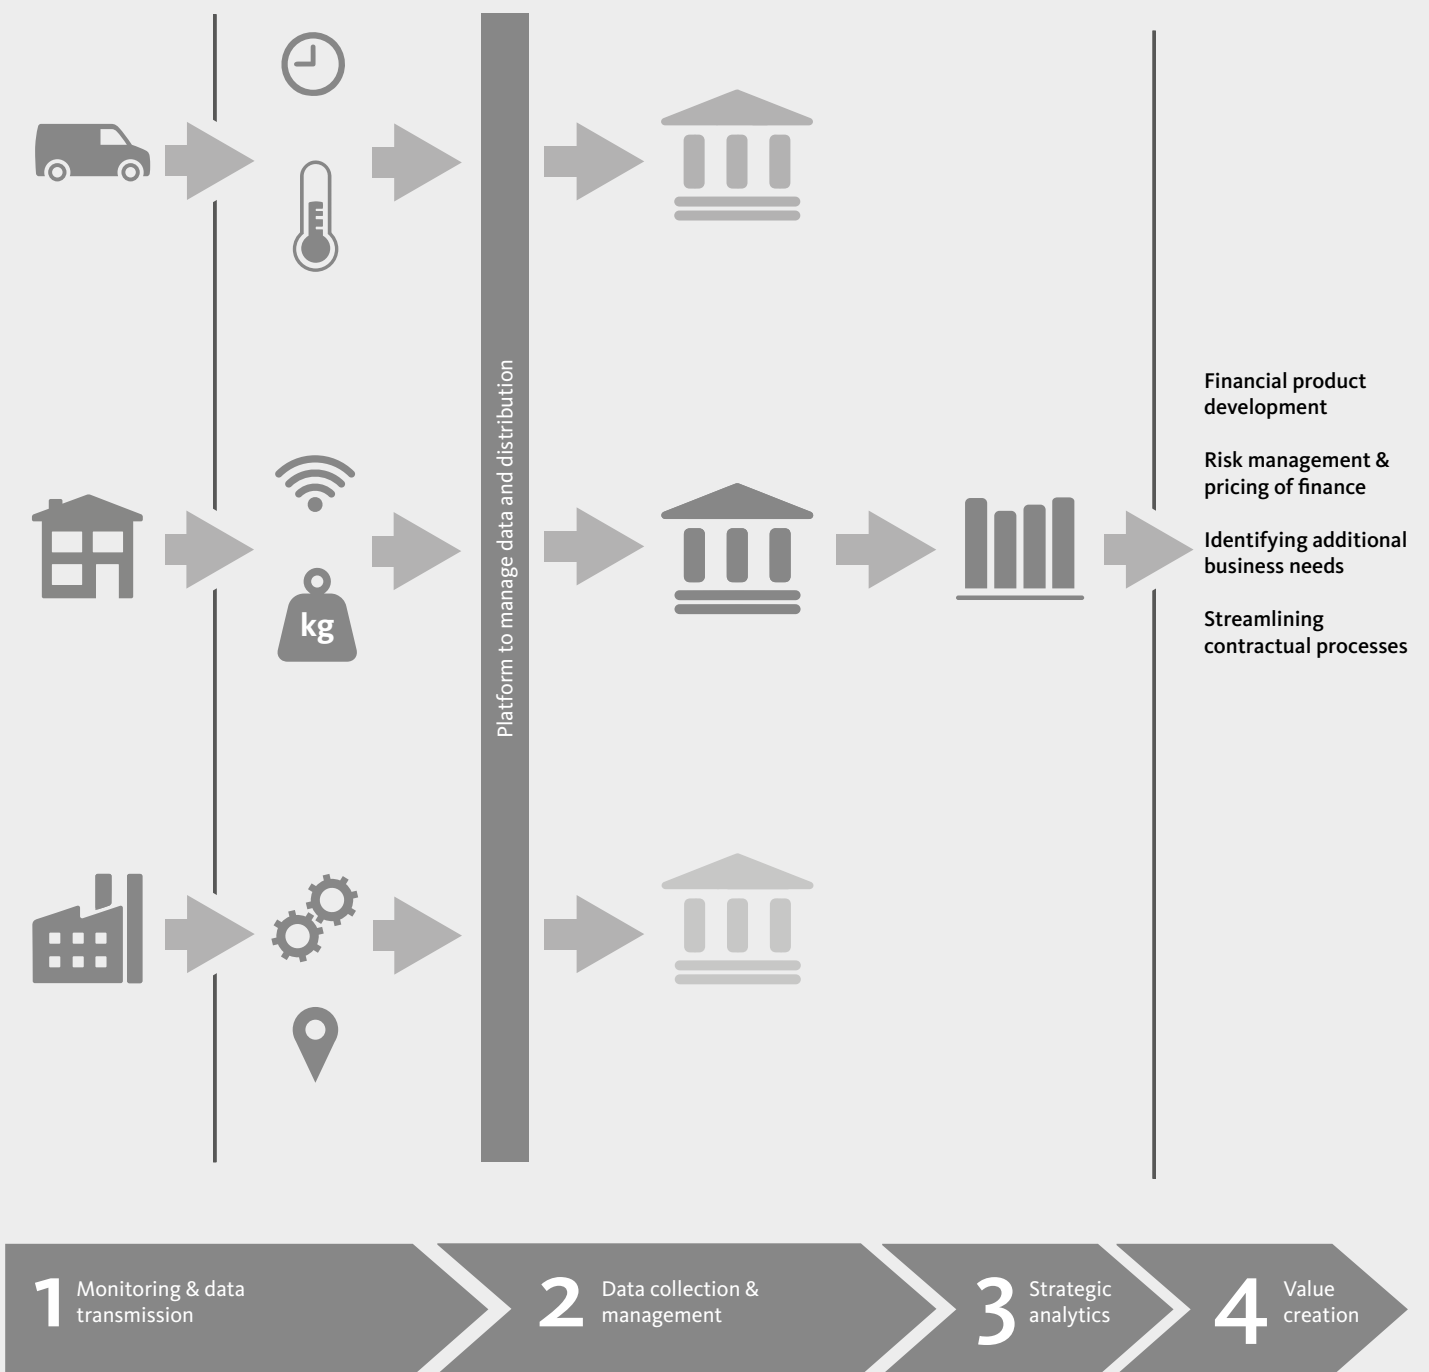 Platform to manage data and distribution
kg
Financial product
development
Risk management &
pricing of finance
Identifying additional
business needs
Streamlining
contractual processes
1 Monitoring & data
transmission
2 Data collection &
management
3 Strategic
analytics
4 Value
creation